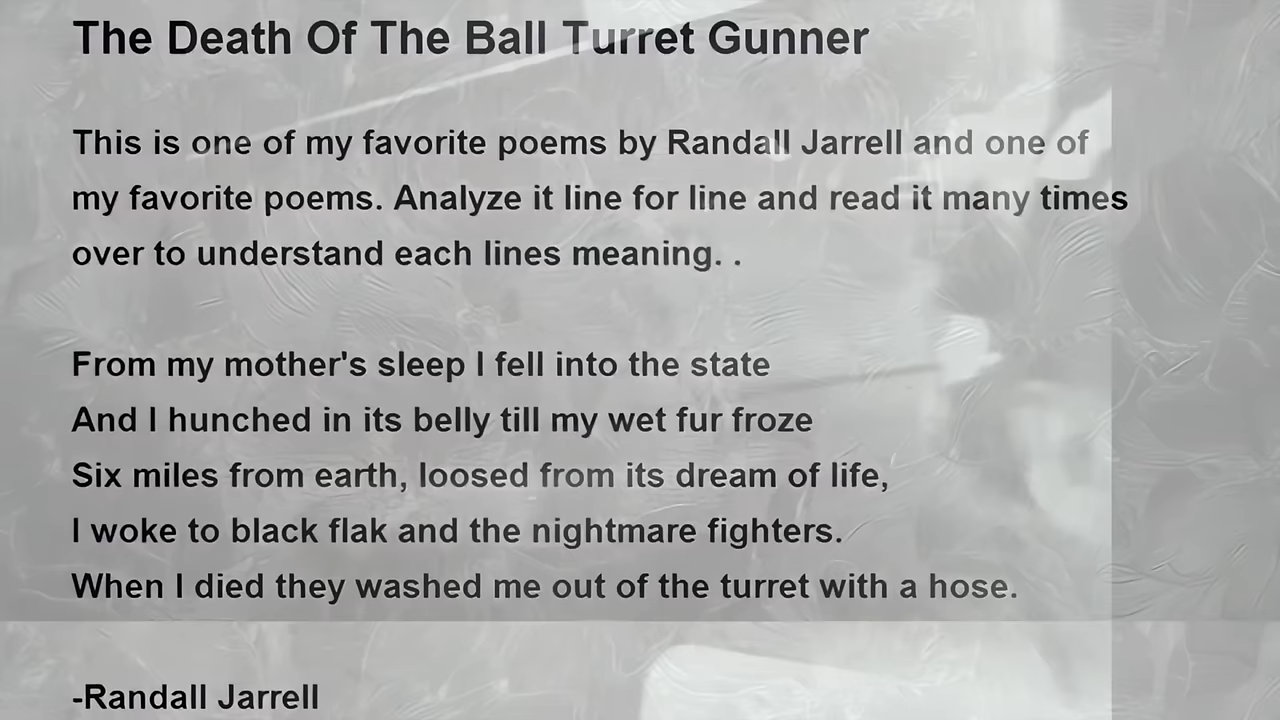 The Death Of The Ball Turret Gunner
This is one of my favorite poems by Randall Jarrell and one of
my favorite poems. Analyze it line for line and read it many times
over to understand each lines meaning. .
From my mother's sleep I fell into the state
And I hunched in its belly till my wet fur froze
Six miles from earth, loosed from its dream of life,
I woke to black flak and the nightmare fighters.
When I died they washed me out of the turret with a hose.
-Randall Jarrell